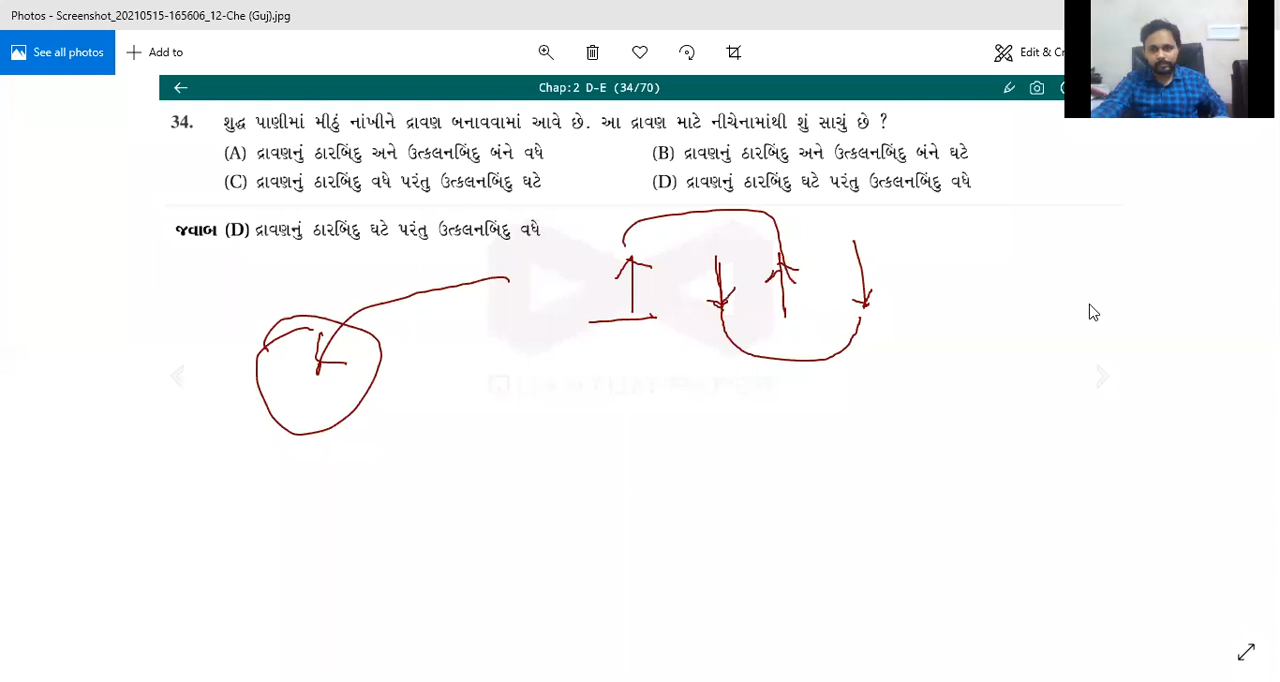 Photos - Screenshot_20210515-165606_12-Che (Guj).jpg
See all photos Add to Edit & Cr
Chap:2 D-E (34/70)
34. શુદ્ધ પાણીમાં મીઠું નાંખીને દ્રાવણ બનાવવામાં આવે છે. આ દ્રાવણ માટે નીચેનામાંથી શું સાચું છે ?
(A) દ્રાવણનું ઠારબિંદુ અને ઉત્કલનબિંદુ બંને વધે (B) દ્રાવણનું ઠારબિંદુ અને ઉત્કલનબિંદુ બંને ઘટે
(C) દ્રાવણનું ઠારબિંદુ વધે પરંતુ ઉત્કલનબિંદુ ઘટે (D) દ્રાવણનું ઠારબિંદુ ઘટે પરંતુ ઉત્કલનબિંદુ વધે
જવાબ (D) દ્રાવણનું ઠારબિંદુ ઘટે પરંતુ ઉત્કલનબિંદુ વધે